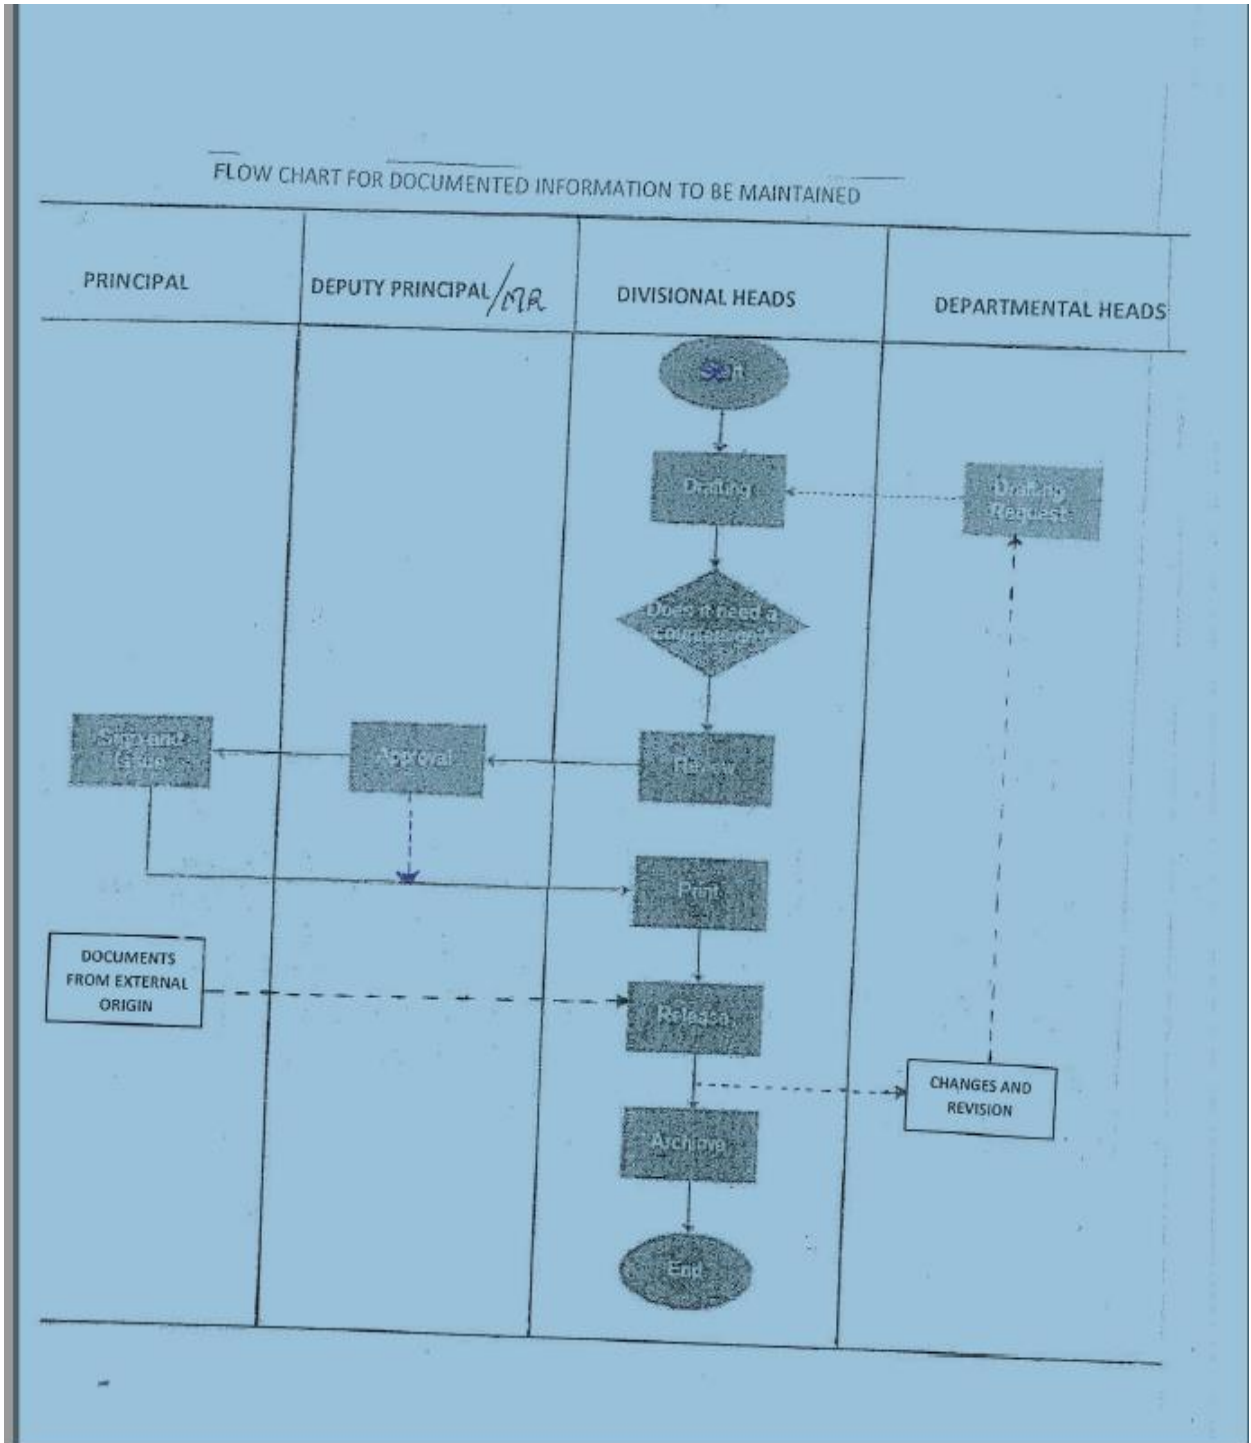 FLOW CHART FOR DOCUMENTED INFORMATION TO BE MAINTAINED
PRINCIPAL
DEPUTY PRINCIPAL/MR
DIVISIONAL HEADS
DEPARTMENTAL HEADS
Start
Drafting
Drafting
Request
Does it need a
Sign and
Issue
Approval
Review
Print
DOCUMENTS
FROM EXTERNAL
ORIGIN
Release
CHANGES AND
REVISION
Archive
End